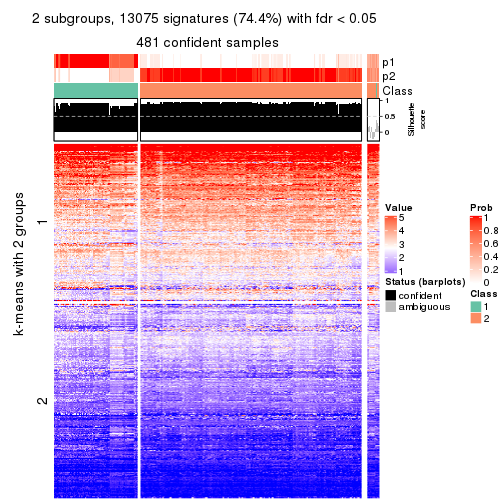 2 subgroups, 13075 signatures (74.4%) with fdr < 0.05
481 confident samples
p1
p2
Class
1
0.5
0
Silhouette
score
k-means with 2 groups
1
2
Value
5
4
3
2
1
Status (barplots)
confident
ambiguous
Prob
1
0.8
0.6
0.4
0.2
0
Class
1
2